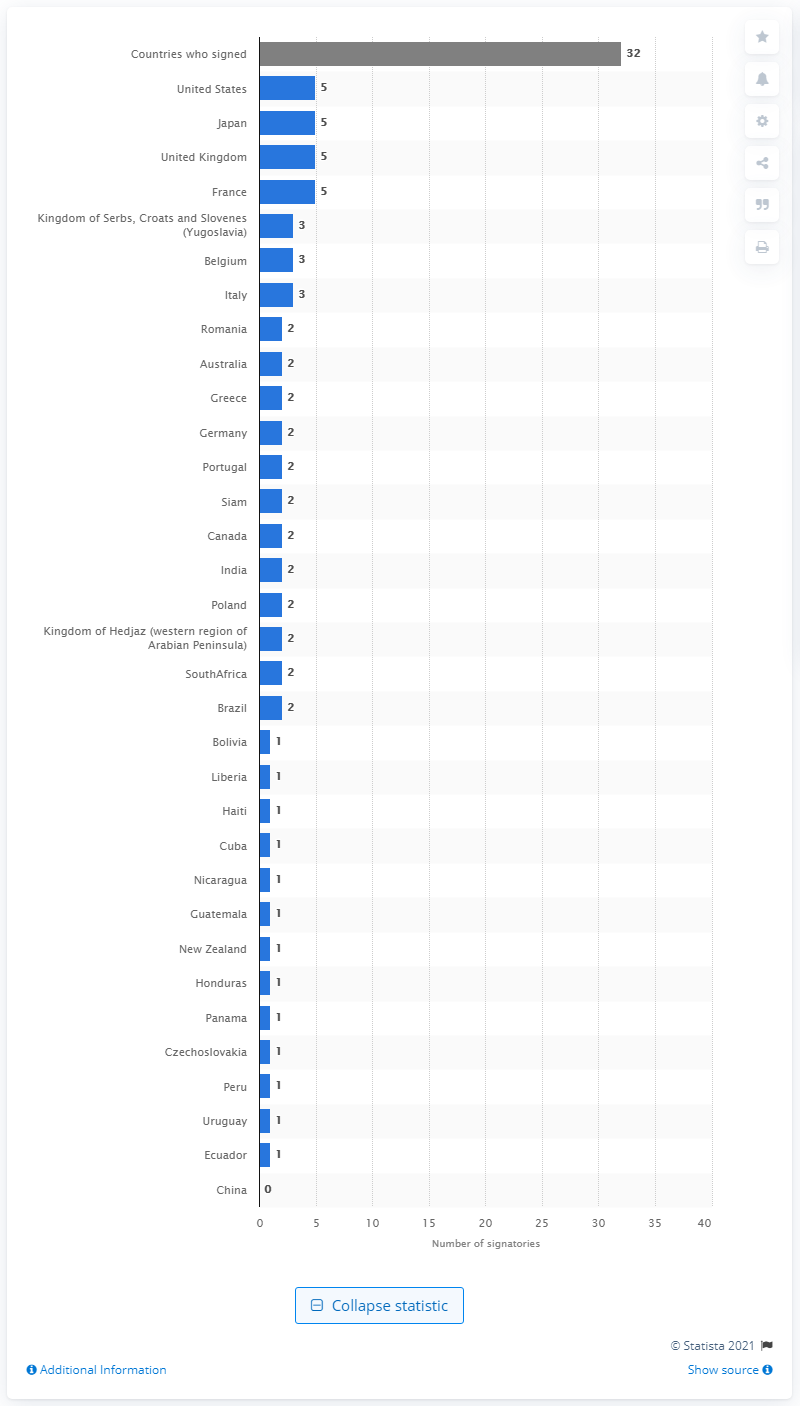 Countries who signed 32
United States 5
Japan 5
United Kingdom 5
France 5
Kingdom of Serbs, Croats and Slovenes
(Yugoslavia) 3
Belgium 3
Italy 3
Romania 2
Australia 2
Greece 2
Germany 2
Portugal 2
Siam 2
Canada 2
India 2
Poland 2
Kingdom of Hedjaz (western region of
Arabian Peninsula) 2
SouthAfrica 2
Brazil 2
Bolivia 1
Liberia 1
Haiti 1
Cuba 1
Nicaragua 1
Guatemala 1
New Zealand 1
Honduras 1
Panama 1
Czechoslovakia 1
Peru 1
Uruguay 1
Ecuador 1
China 0
0 5 10 15 20 25 30 35 40
Number of signatories
Collapse statistic
© Statista 2021
Additional Information Show source